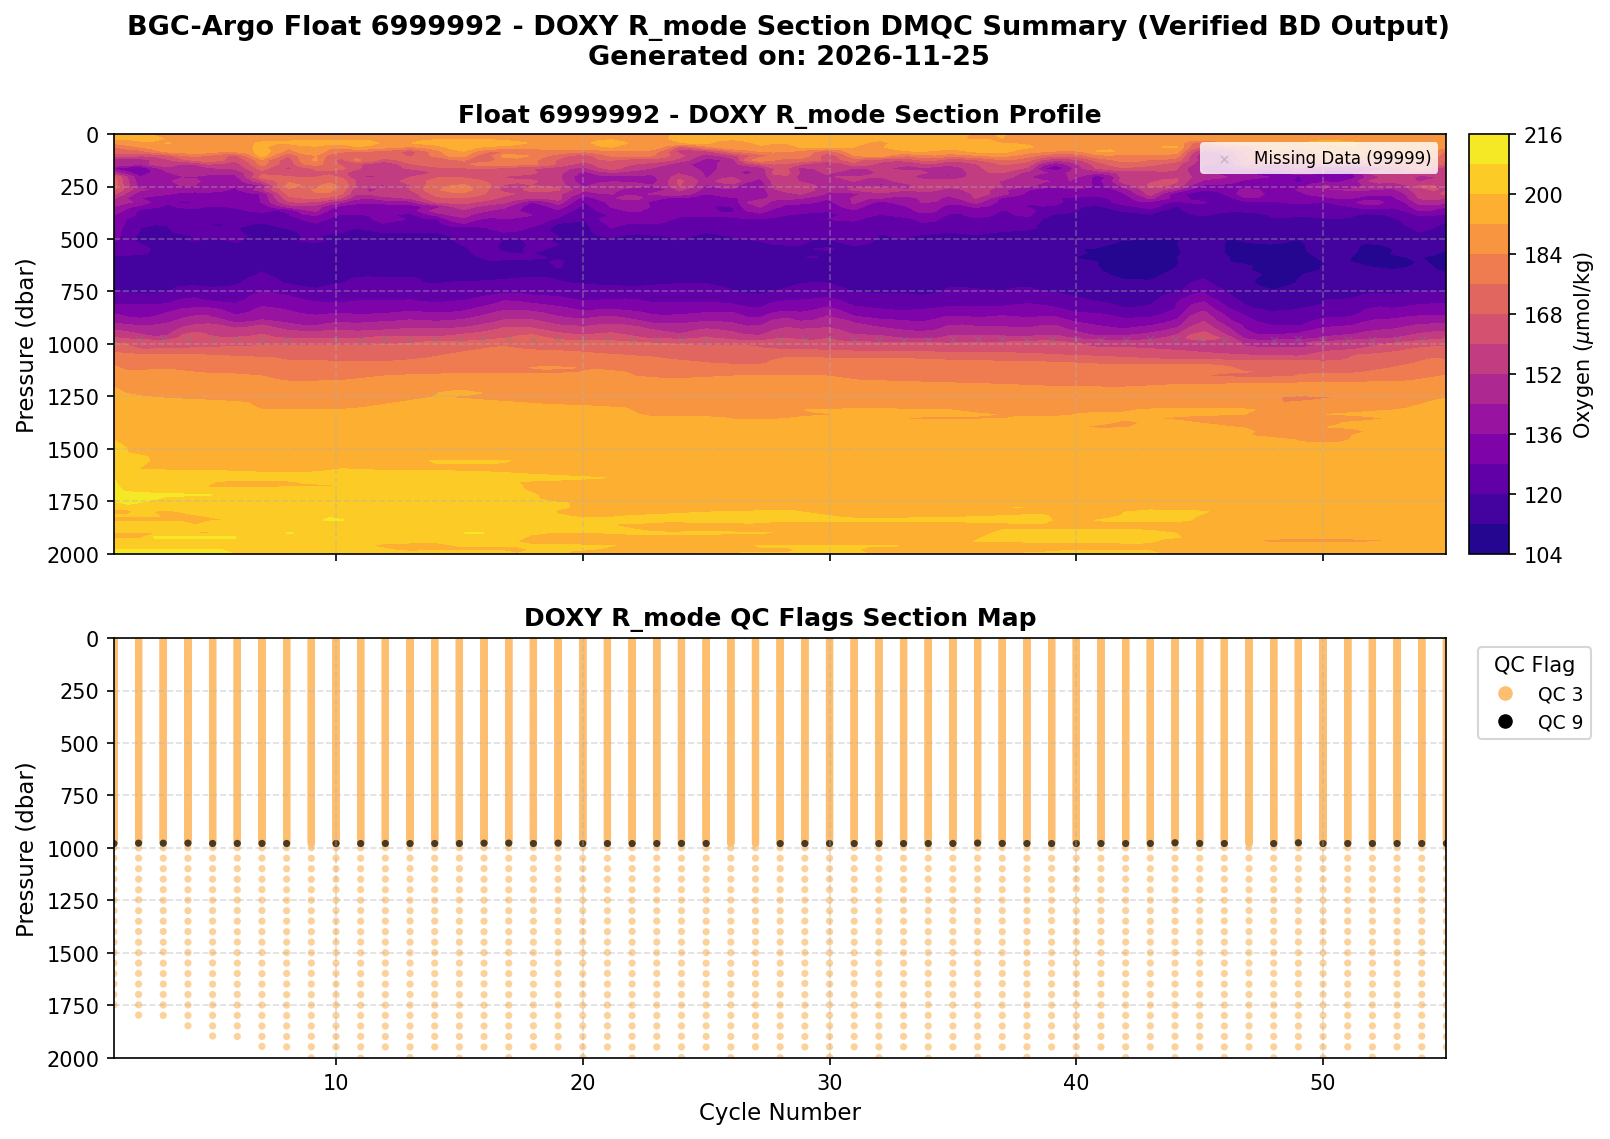 BGC-Argo Float 6999992 - DOXY R_mode Section DMQC Summary (Verified BD Output)
Generated on: 2026-11-25
Float 6999992 - DOXY R_mode Section Profile
Missing Data (99999)
Pressure (dbar)
0
250
500
750
1000
1250
1500
1750
2000
216
200
184
168
152
136
120
104
Oxygen (μmol/kg)
DOXY R_mode QC Flags Section Map
Pressure (dbar)
0
250
500
750
1000
1250
1500
1750
2000
QC Flag
QC 3
QC 9
10 20 30 40 50
Cycle Number